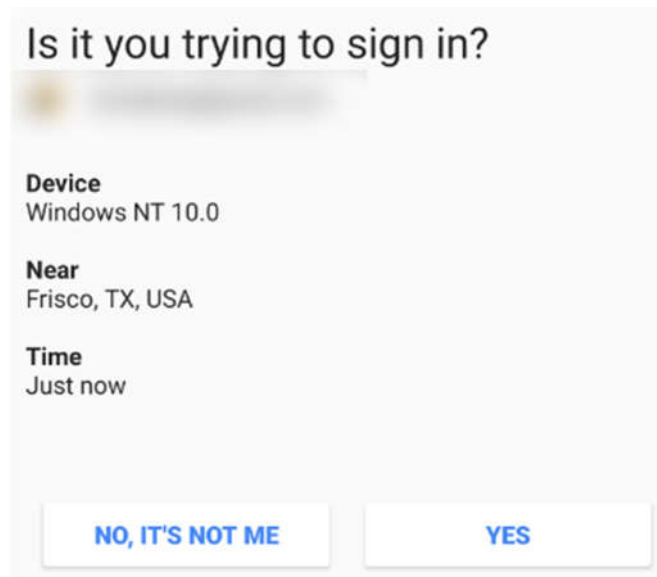 Is it you trying to sign in?
Device
Windows NT 10.0
Near
Frisco, TX, USA
Time
Just now
NO, IT'S NOT ME
YES